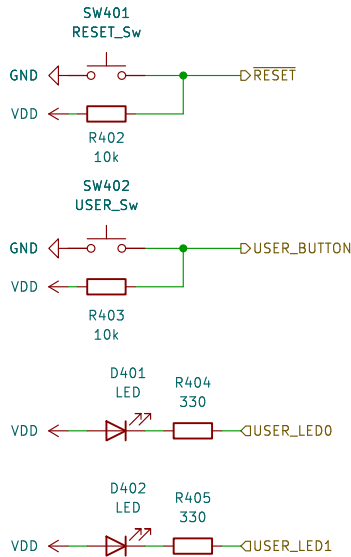 SW401
RESET_Sw
GND
RESET
VDD
R402
10k
SW402
USER_Sw
GND
USER_BUTTON
VDD
R403
10k
D401
LED
R404
330
VDD
USER_LED0
D402
LED
R405
330
VDD
USER_LED1